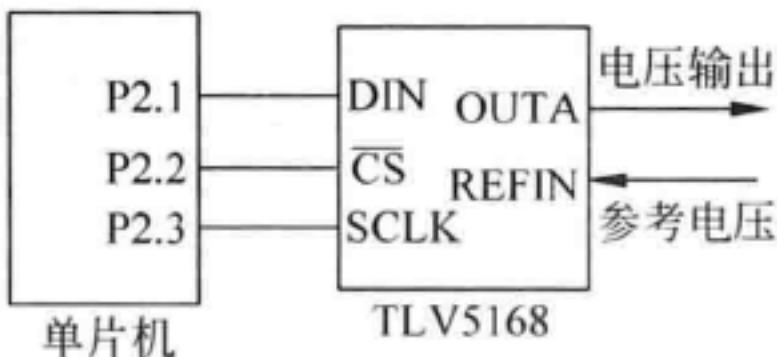 P2.1
P2.2
P2.3
单片机
DIN
CS
SCLK
OUTA
REFIN
TLV5168
电压输出
参考电压